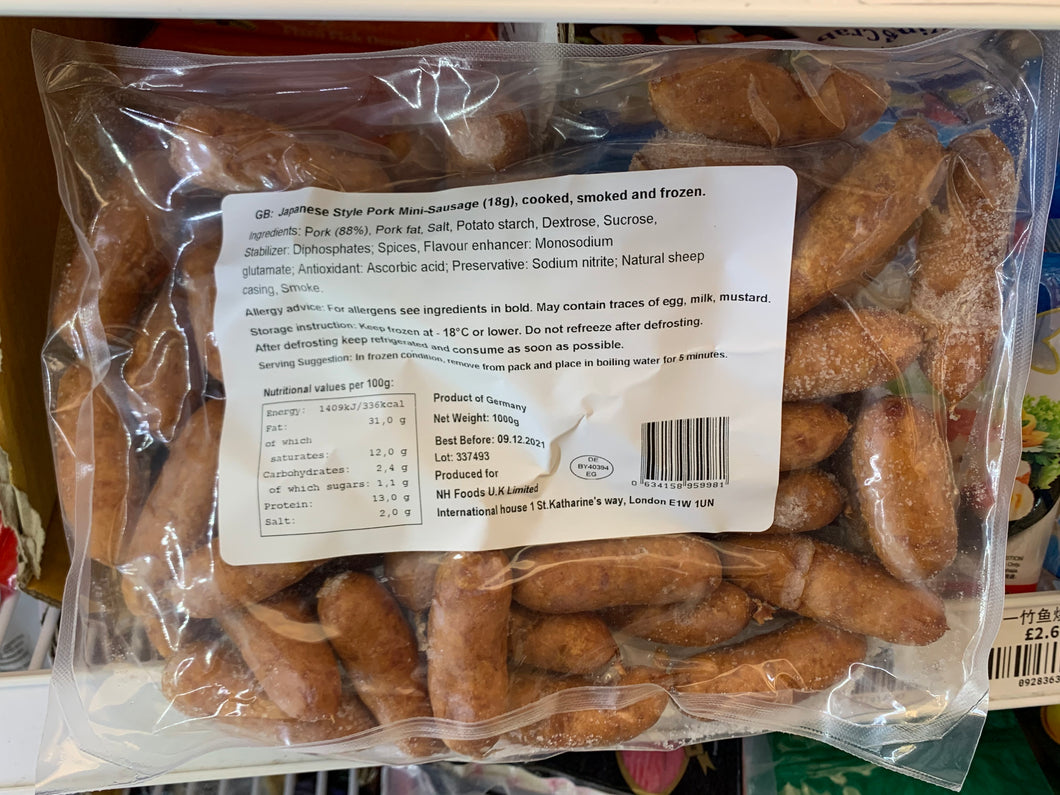 GB: Japanese Style Pork Mini-Sausage (18g), cooked, smoked and frozen.
Ingredients: Pork (88%), Pork fat, Salt, Potato starch, Dextrose, Sucrose,
Stabilizer: Diphosphates; Spices, Flavour enhancer: Monosodium
glutamate; Antioxidant: Ascorbic acid; Preservative: Sodium nitrite; Natural sheep
casing, Smoke.
Allergy advice: For allergens see ingredients in bold. May contain traces of egg, milk, mustard.
Storage instruction: Keep frozen at - 18°C or lower. Do not refreeze after defrosting.
After defrosting keep refrigerated and consume as soon as possible.
Serving Suggestion: In frozen condition, remove from pack and place in boiling water for 5 minutes.
Nutritional values per 100g:
Energy: 1409kJ/336kcal
Fat: 31,0 g
of which
saturates: 12,0 g
Carbohydrates: 2,4 g
of which sugars: 1,1 g
Protein: 13,0 g
Salt: 2,0 g
Product of Germany
Net Weight: 1000g
Best Before: 09.12.2021
Lot: 337493
Produced for
NH Foods U.K Limited
International house 1 St.Katharine's way, London E1W 1UN
DE
BY40394
EG
0 634158 959981
一竹鱼
£2.6
0928363